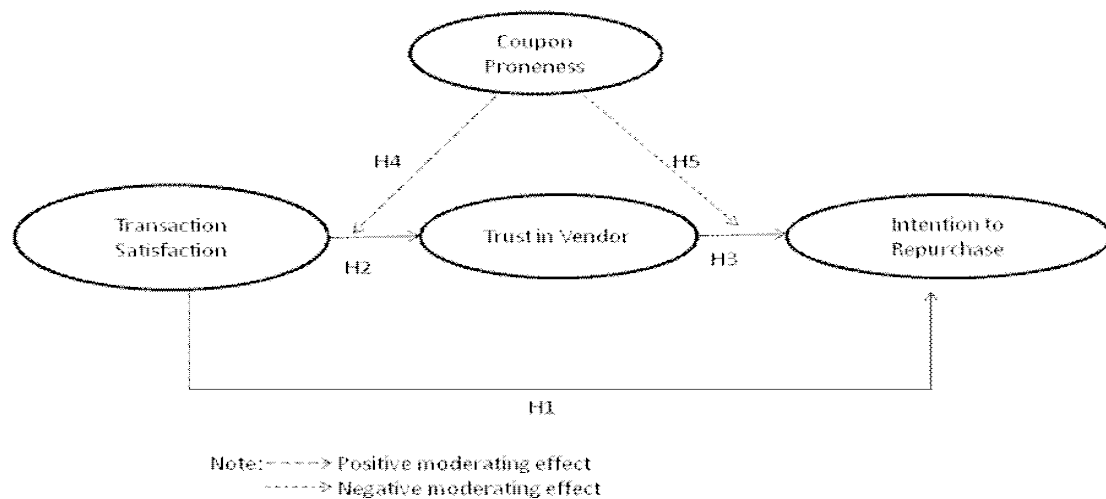 Coupon
Proneness
H4
H5
Transaction
Satisfaction
Trust in Vendor
Intention to
Repurchase
H2
H3
H1
Note: Positive moderating effect
Negative moderating effect